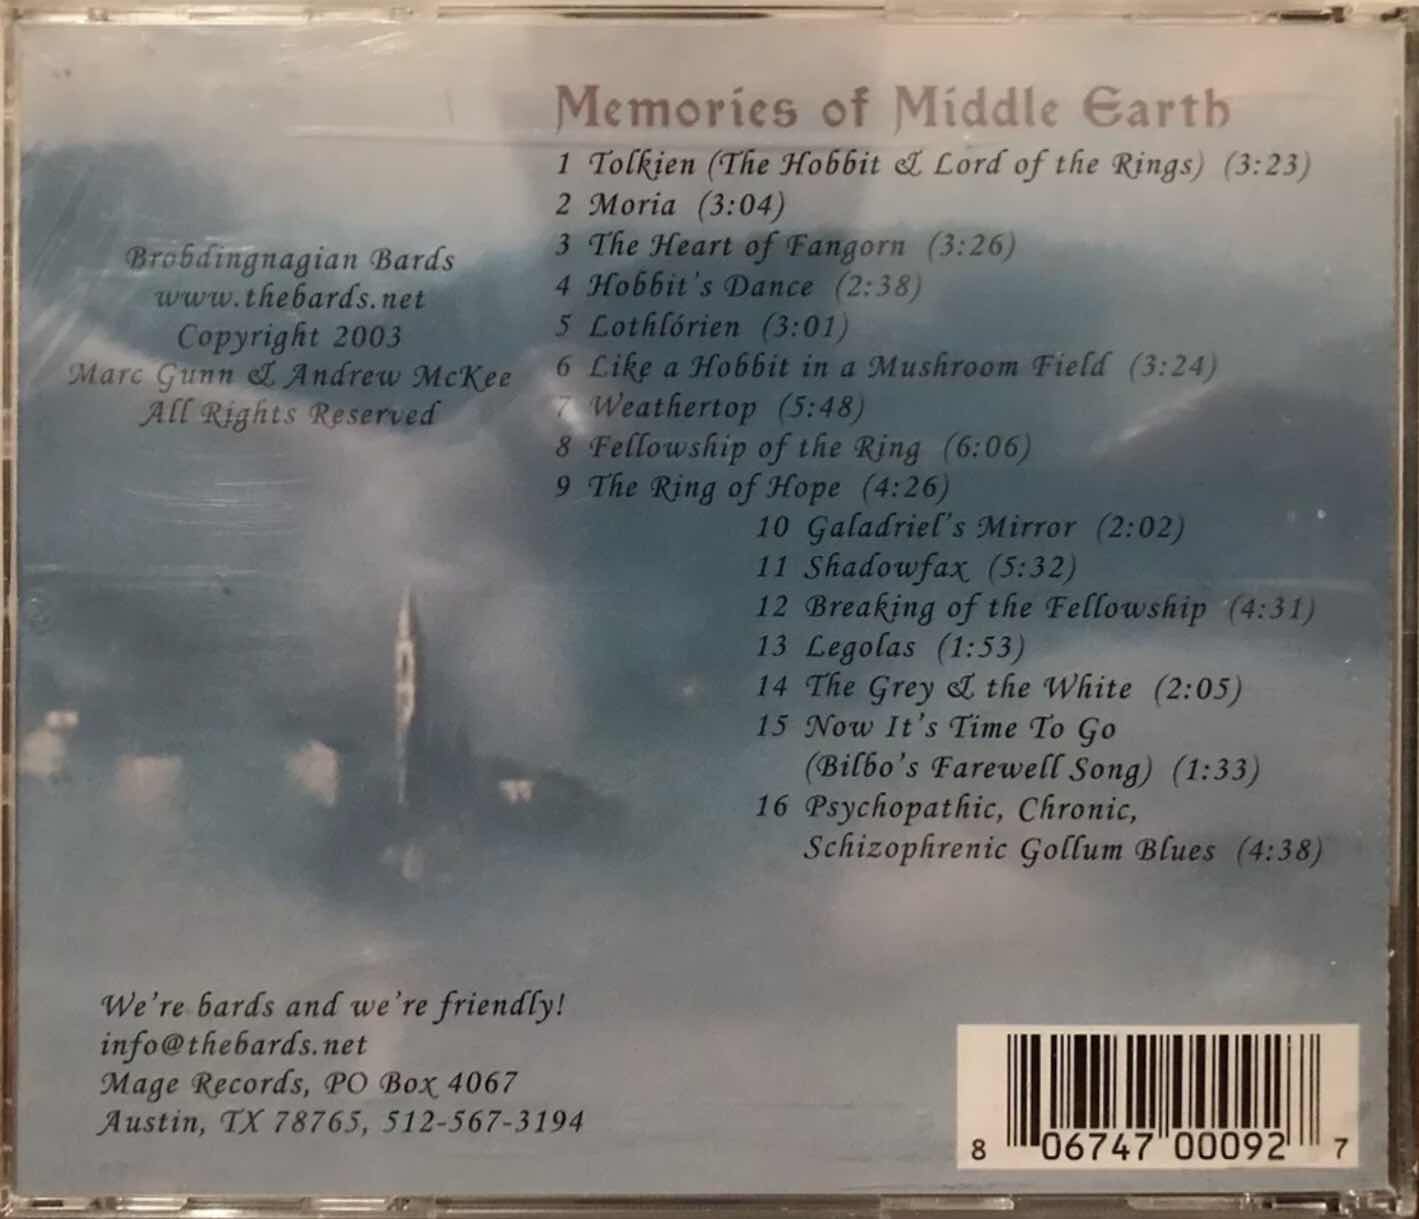 Memories of Middle Earth
1 Tolkien (The Hobbit & Lord of the Rings) (3:23)
2 Moria (3:04)
3 The Heart of Fangorn (3:26)
4 Hobbit's Dance (2:38)
5 Lothlórien (3:01)
6 Like a Hobbit in a Mushroom Field (3:24)
7 Weathertop (5:48)
8 Fellowship of the Ring (6:06)
9 The Ring of Hope (4:26)
10 Galadriel's Mirror (2:02)
11 Shadowfax (5:32)
12 Breaking of the Fellowship (4:31)
13 Legolas (1:53)
14 The Grey & the White (2:05)
15 Now It's Time To Go
(Bilbo's Farewell Song) (1:33)
16 Psychopathic, Chronic,
Schizophrenic Gollum Blues (4:38)
Brobdingnagian Bards
www.thebards.net
Copyright 2003
Marc Gunn & Andrew McKee
All Rights Reserved
We're bards and we're friendly!
info@thebards.net
Mage Records, PO Box 4067
Austin, TX 78765, 512-567-3194
8 06747 00092 7